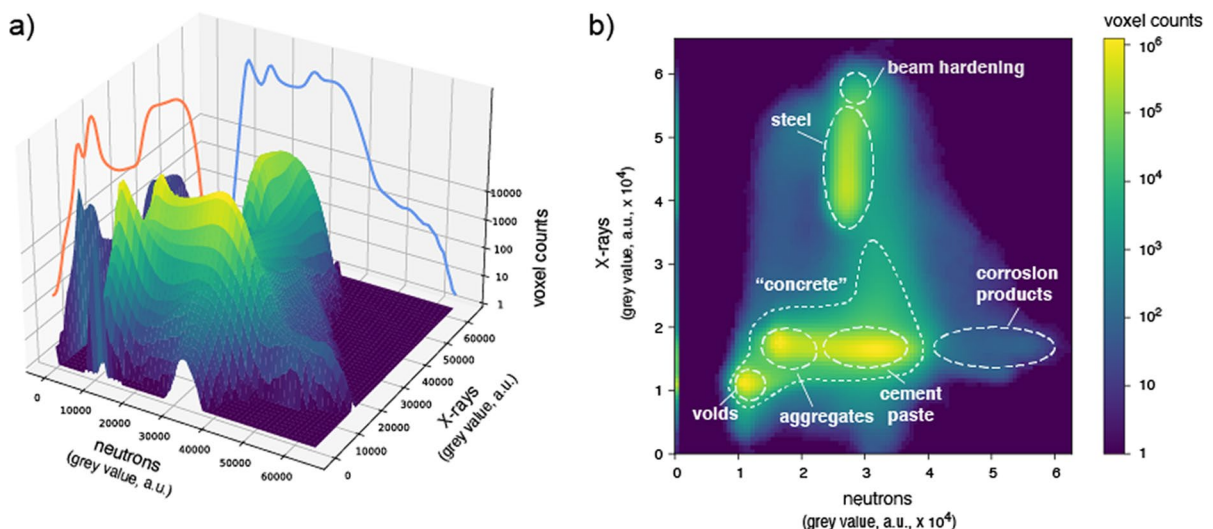 a)
10000
1000
100
10
1
voxel counts
0
10000
20000
30000
40000
50000
60000
neutrons
(grey value, a.u.)
0
10000
20000
30000
40000
50000
60000
X-rays
(grey value, a.u.)
b)
voxel counts
6
5
4
3
2
1
0
X-rays
(grey value, a.u., x 10⁴)
beam hardening
steel
"concrete"
corrosion
products
voids
aggregates
cement
paste
0
1
2
3
4
5
6
neutrons
(grey value, a.u., x 10⁴)
10⁶
10⁵
10⁴
10³
10²
10
1